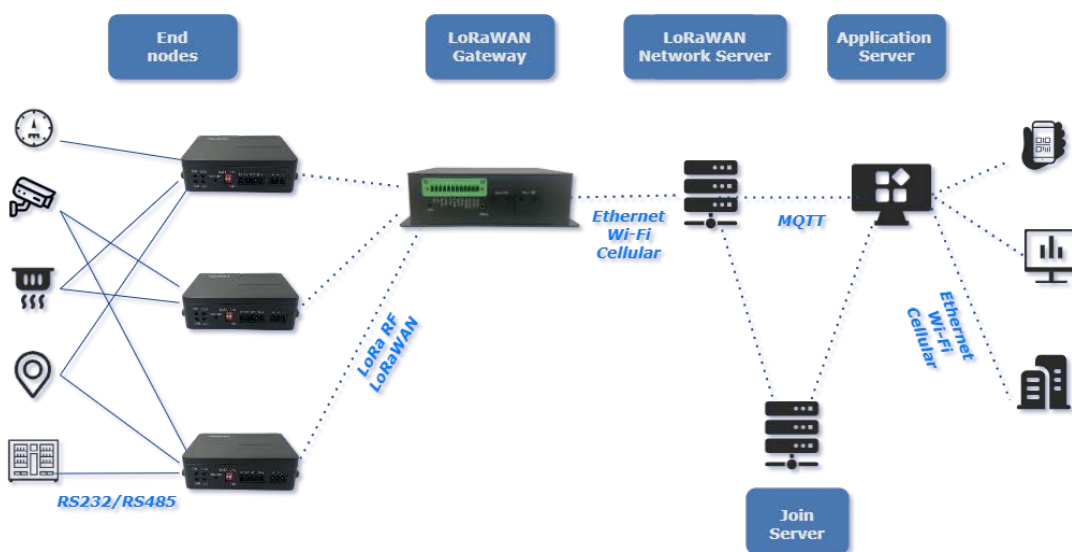 End
nodes
LoRaWAN
Gateway
LoRaWAN
Network Server
Application
Server
Ethernet
Wi-Fi
Cellular
MQTT
LoRa RF
LoRaWAN
Ethernet
Wi-Fi
Cellular
RS232/RS485
Join
Server